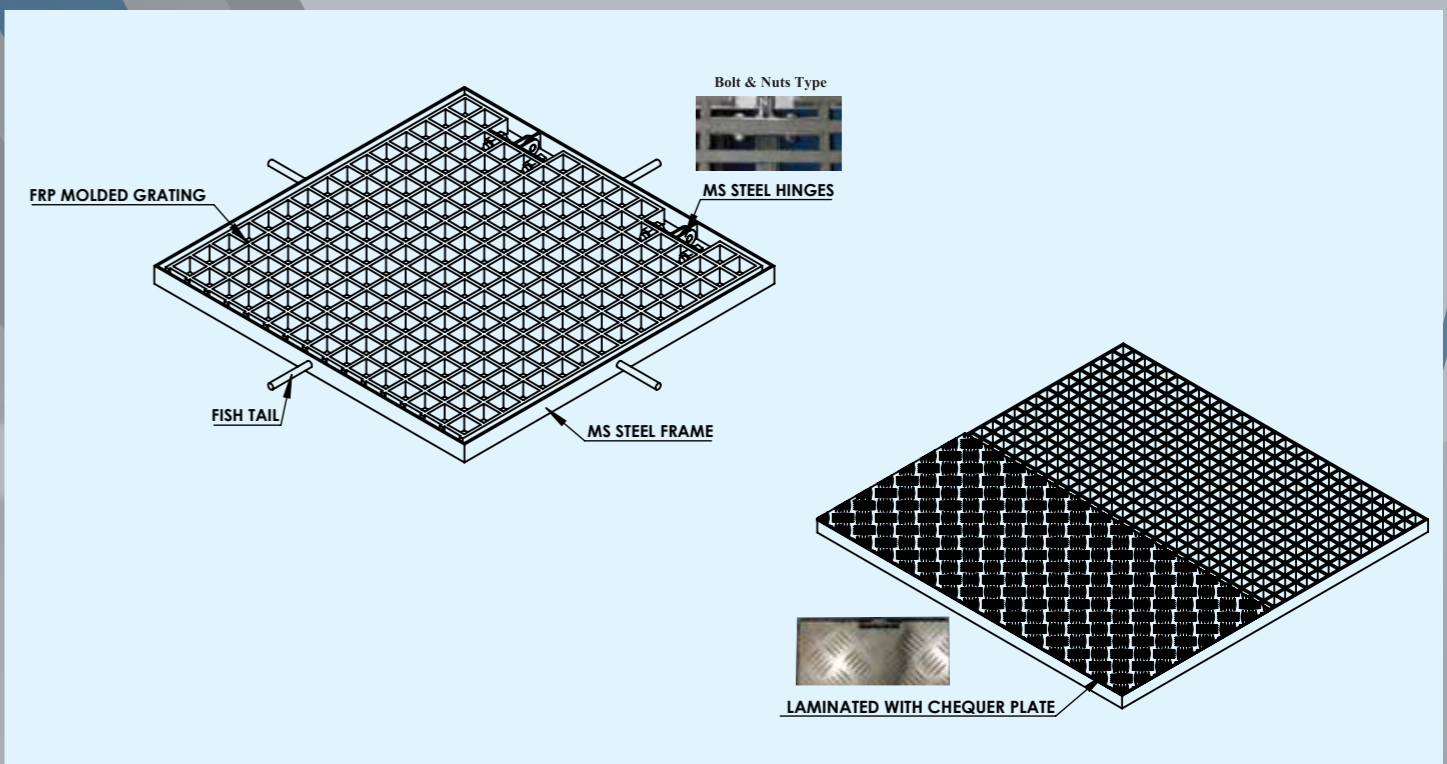 Bolt & Nuts Type
FRP MOLDED GRATING
MS STEEL HINGES
FISH TAIL
MS STEEL FRAME
LAMINATED WITH CHEQUER PLATE